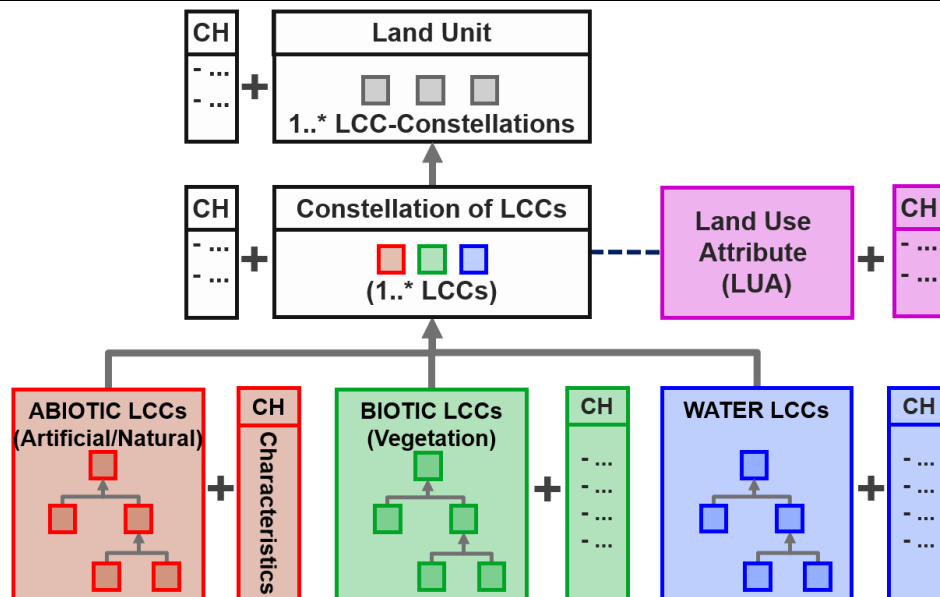 CH
Land Unit
- ...
- ...
+
1..* LCC-Constellations
CH
Constellation of LCCs
- ...
- ...
+
(1..* LCCs)
Land Use
Attribute
(LUA)
+
CH
- ...
- ...
ABIOTIC LCCs
(Artificial/Natural)
+
CH
Characteristics
BIOTIC LCCs
(Vegetation)
+
CH
- ...
- ...
- ...
- ...
WATER LCCs
+
CH
- ...
- ...
- ...
- ...